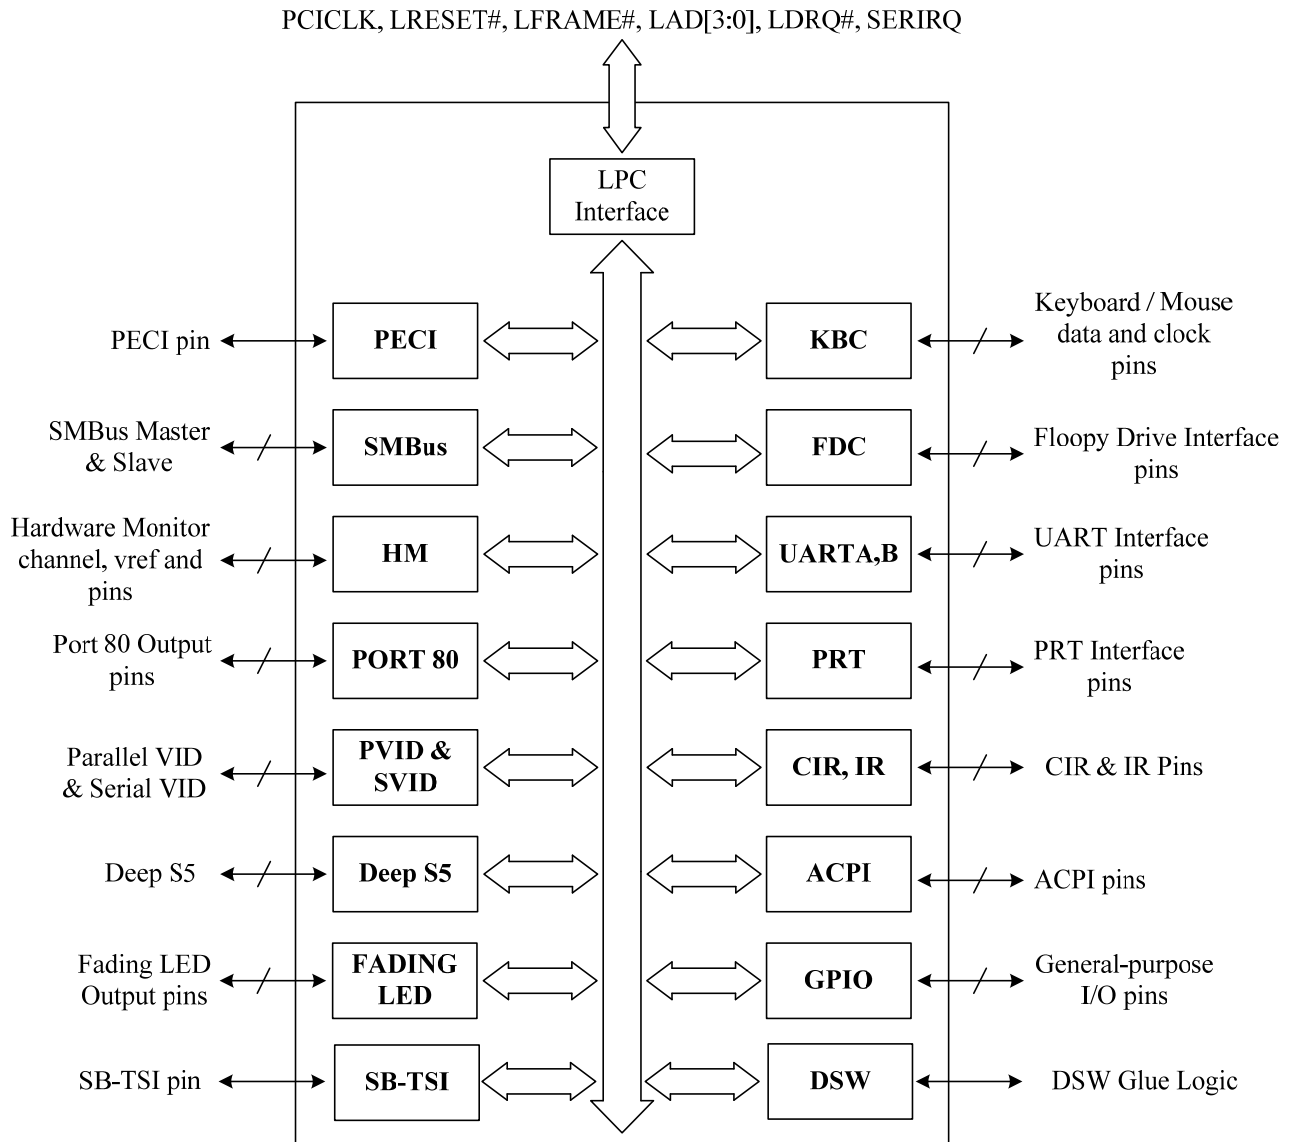 PCICLK, LRESET#, LFRAME#, LAD[3:0], LDRQ#, SERIRQ
LPC
Interface
PECI pin
PECI
KBC
Keyboard / Mouse
data and clock
pins
SMBus Master
& Slave
SMBus
FDC
Floopy Drive Interface
pins
Hardware Monitor
channel, vref and
pins
HM
UARTA,B
UART Interface
pins
Port 80 Output
pins
PORT 80
PRT
PRT Interface
pins
Parallel VID
& Serial VID
PVID &
SVID
CIR, IR
CIR & IR Pins
Deep S5
Deep S5
ACPI
ACPI pins
Fading LED
Output pins
FADING
LED
GPIO
General-purpose
I/O pins
SB-TSI pin
SB-TSI
DSW
DSW Glue Logic